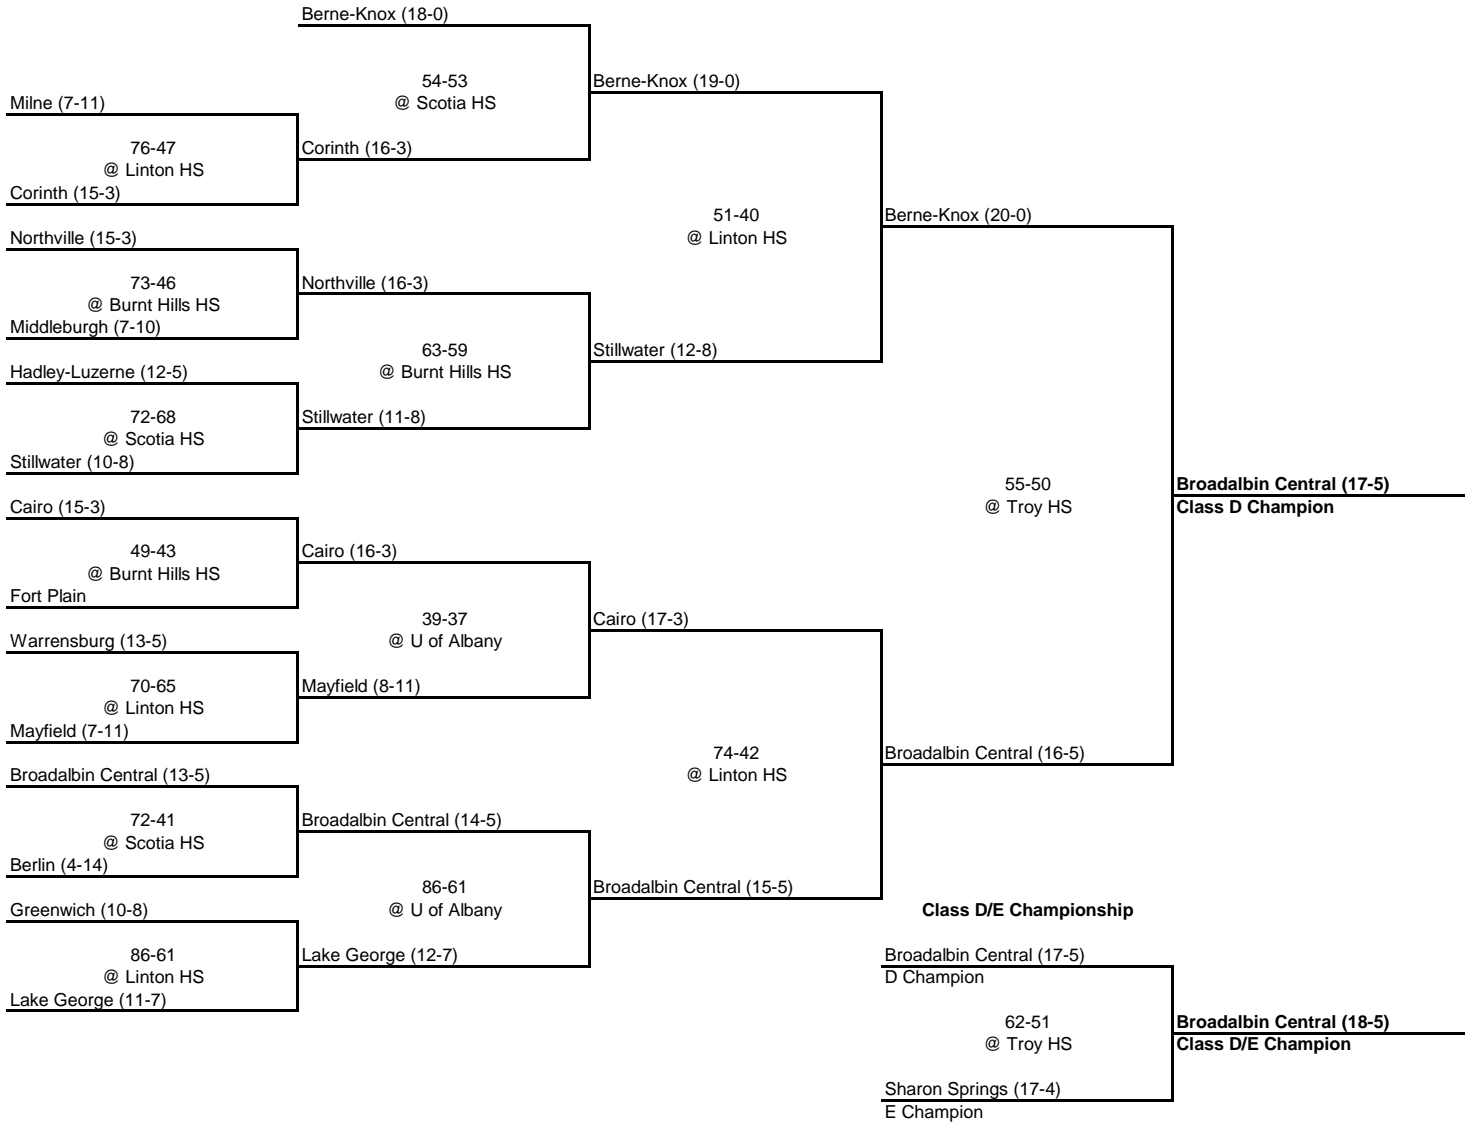 Berne-Knox (18-0)
54-53
@ Scotia HS
Berne-Knox (19-0)
Milne (7-11)
76-47
@ Linton HS
Corinth (16-3)
Corinth (15-3)
51-40
@ Linton HS
Berne-Knox (20-0)
Northville (15-3)
73-46
@ Burnt Hills HS
Northville (16-3)
Middleburgh (7-10)
63-59
@ Burnt Hills HS
Stillwater (12-8)
Hadley-Luzerne (12-5)
72-68
@ Scotia HS
Stillwater (11-8)
Stillwater (10-8)
55-50
@ Troy HS
Broadalbin Central (17-5)
Class D Champion
Cairo (15-3)
49-43
@ Burnt Hills HS
Cairo (16-3)
Fort Plain
39-37
@ U of Albany
Cairo (17-3)
Warrensburg (13-5)
70-65
@ Linton HS
Mayfield (8-11)
Mayfield (7-11)
74-42
@ Linton HS
Broadalbin Central (16-5)
Broadalbin Central (13-5)
72-41
@ Scotia HS
Broadalbin Central (14-5)
Berlin (4-14)
86-61
@ U of Albany
Broadalbin Central (15-5)
Greenwich (10-8)
86-61
@ Linton HS
Lake George (12-7)
Lake George (11-7)
Class D/E Championship
Broadalbin Central (17-5)
D Champion
62-51
@ Troy HS
Broadalbin Central (18-5)
Class D/E Champion
Sharon Springs (17-4)
E Champion